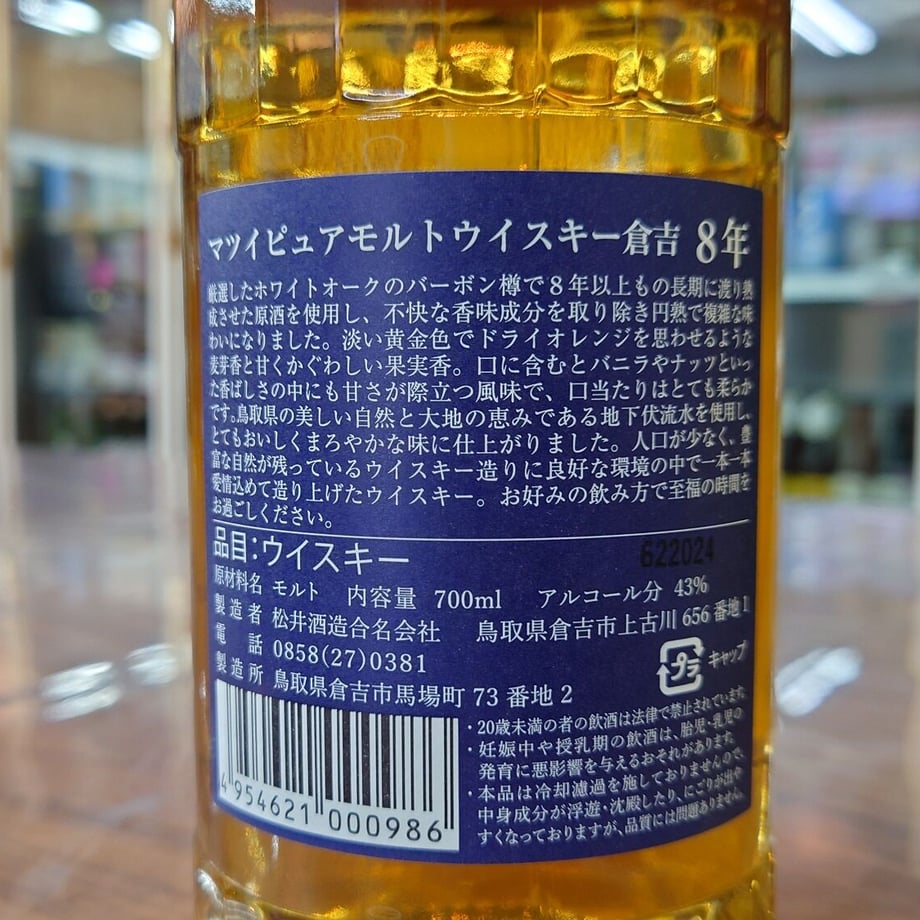 マツイピュアモルトウイスキー倉吉 8年
厳選したホワイトオークのバーボン樽で8年以上もの長期に渡り熟
成させた原酒を使用し、不快な香味成分を取り除き円熟で複雑な味
わいになりました。淡い黄金色でドライオレンジを思わせるような
麦芽香と甘くかぐわしい果実香。口に含むとバニラやナッツといっ
た香ばしさの中にも甘さが際立つ風味で、口当たりはとても柔らか
です。鳥取県の美しい自然と大地の恵みである地下伏流水を使用し、
とてもおいしくまろやかな味に仕上がりました。人口が少なく、豊
富な自然が残っているウイスキー造りに良好な環境の中で一本一本
愛情込めて造り上げたウイスキー。お好みの飲み方で至福の時間を
お過ごしください。
品目:ウイスキー
622024
原材料名 モルト 内容量 700ml アルコール分 43%
製造者 松井酒造合名会社 鳥取県倉吉市上古川 656 番地 1
電話 0858(27)0381
製造所 鳥取県倉吉市馬場町 73 番地 2
プラ キャップ
4 954621 000986
・20歳未満の者の飲酒は法律で禁止されています。
・妊娠中や授乳期の飲酒は、胎児・乳児の
発育に悪影響を与えるおそれがあります。
・本品は冷却濾過を施しておりませんので、
中身成分が浮遊・沈殿したり、にごりが出や
すくなっておりますが、品質には問題ありません。